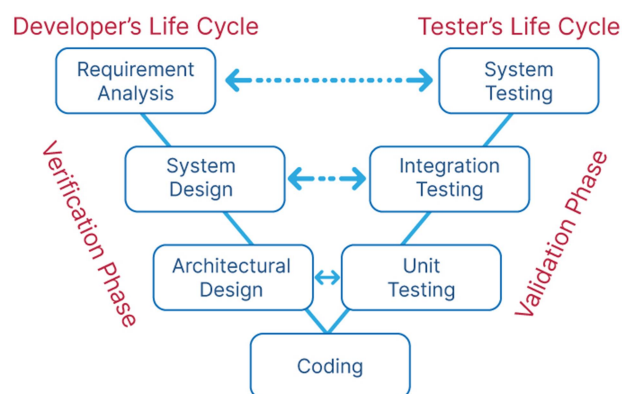 Developer's Life Cycle
Tester's Life Cycle
Requirement
Analysis
System
Testing
Verification Phase
System
Design
Integration
Testing
Validation Phase
Architectural
Design
Unit
Testing
Coding